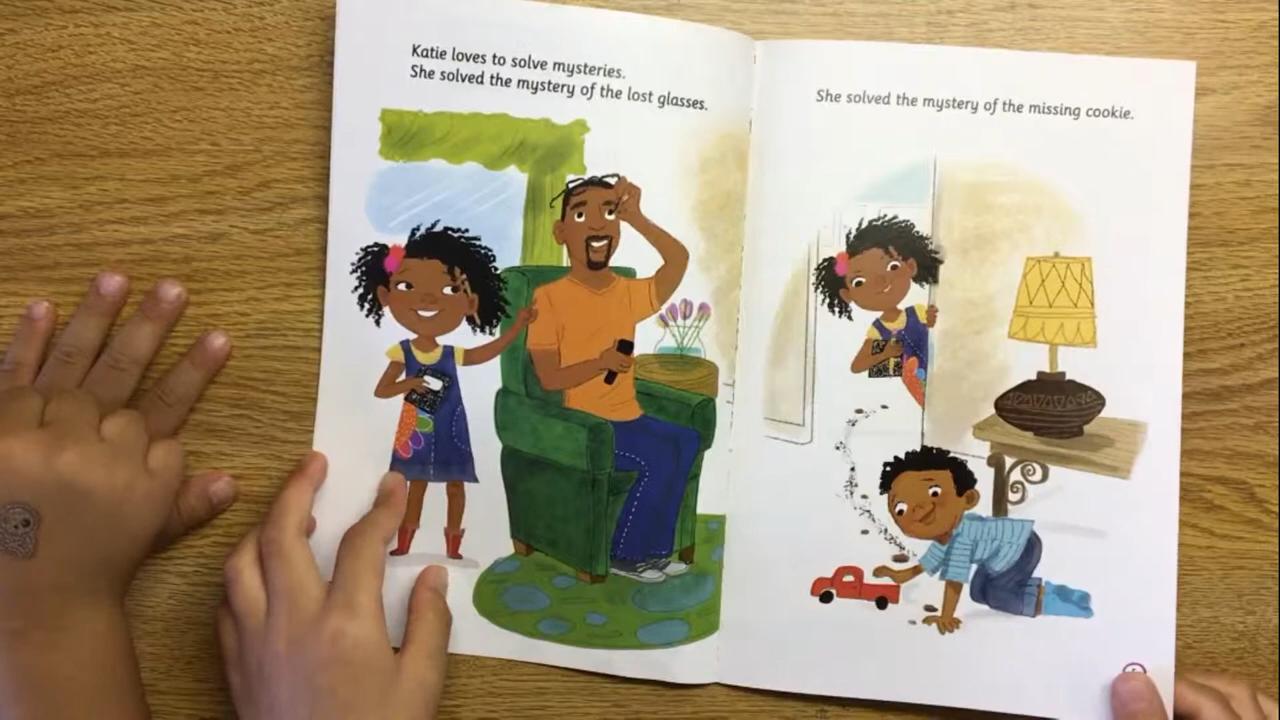 Katie loves to solve mysteries.
She solved the mystery of the lost glasses.
She solved the mystery of the missing cookie.